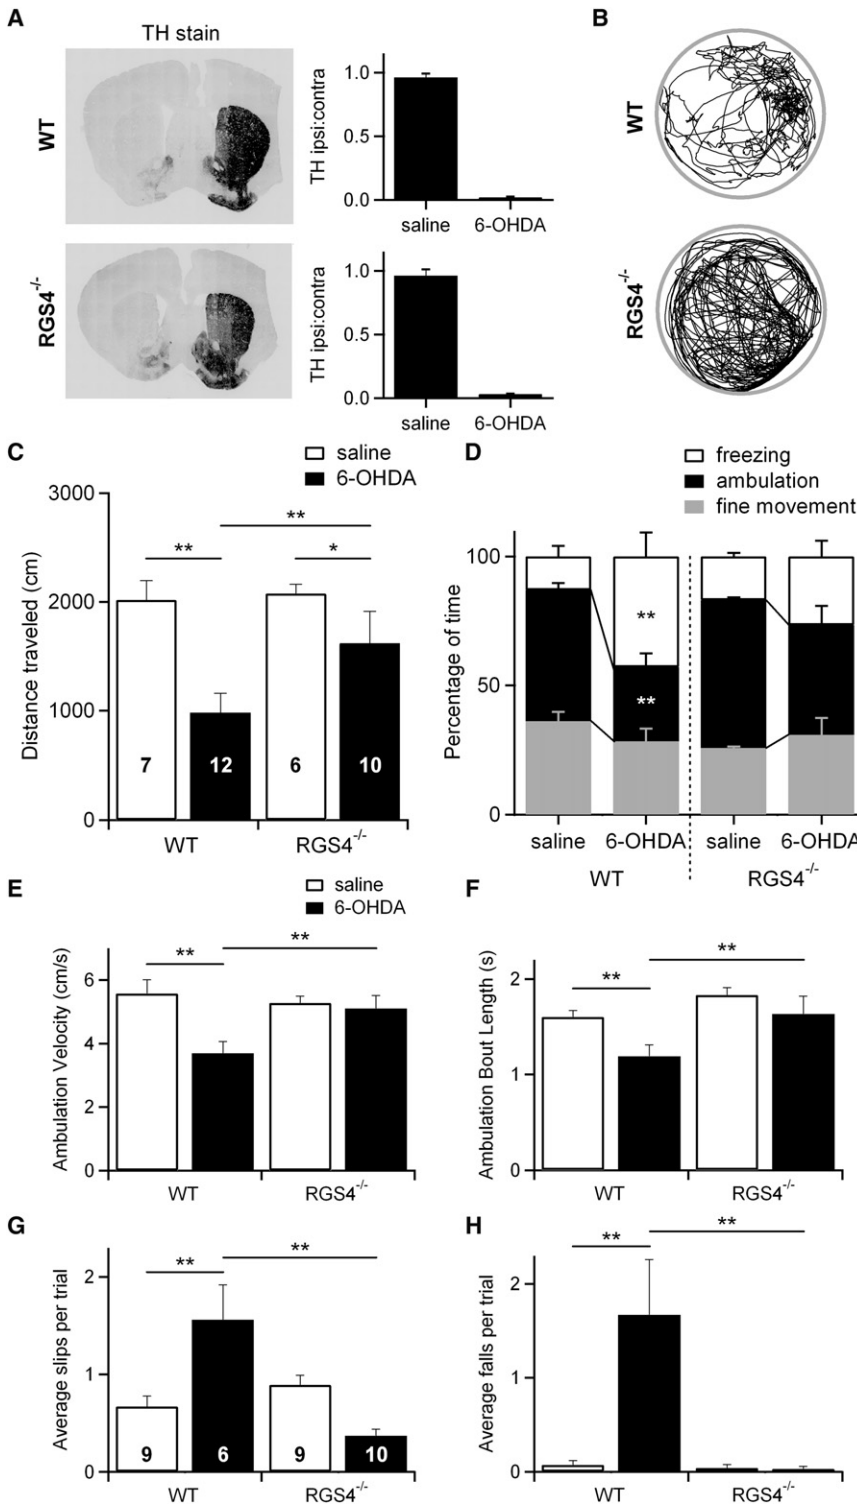 A
TH stain
WT
TH ipsi:contra
1.0
0.5
0.0
saline
6-OHDA
RGS4-/-
TH ipsi:contra
1.0
0.5
0.0
saline
6-OHDA
B
WT
RGS4-/-
C
saline
6-OHDA
Distance traveled (cm)
3000
2000
1000
0
**
**
*
7
12
6
10
WT
RGS4-/-
D
freezing
ambulation
fine movement
Percentage of time
100
50
0
**
**
saline
6-OHDA
saline
6-OHDA
WT
RGS4-/-
E
saline
6-OHDA
Ambulation Velocity (cm/s)
6
4
2
0
**
**
WT
RGS4-/-
F
Ambulation Bout Length (s)
2
1
0
**
**
WT
RGS4-/-
G
Average slips per trial
2
1
0
**
**
9
6
9
10
WT
RGS4-/-
H
Average falls per trial
2
1
0
**
**
WT
RGS4-/-